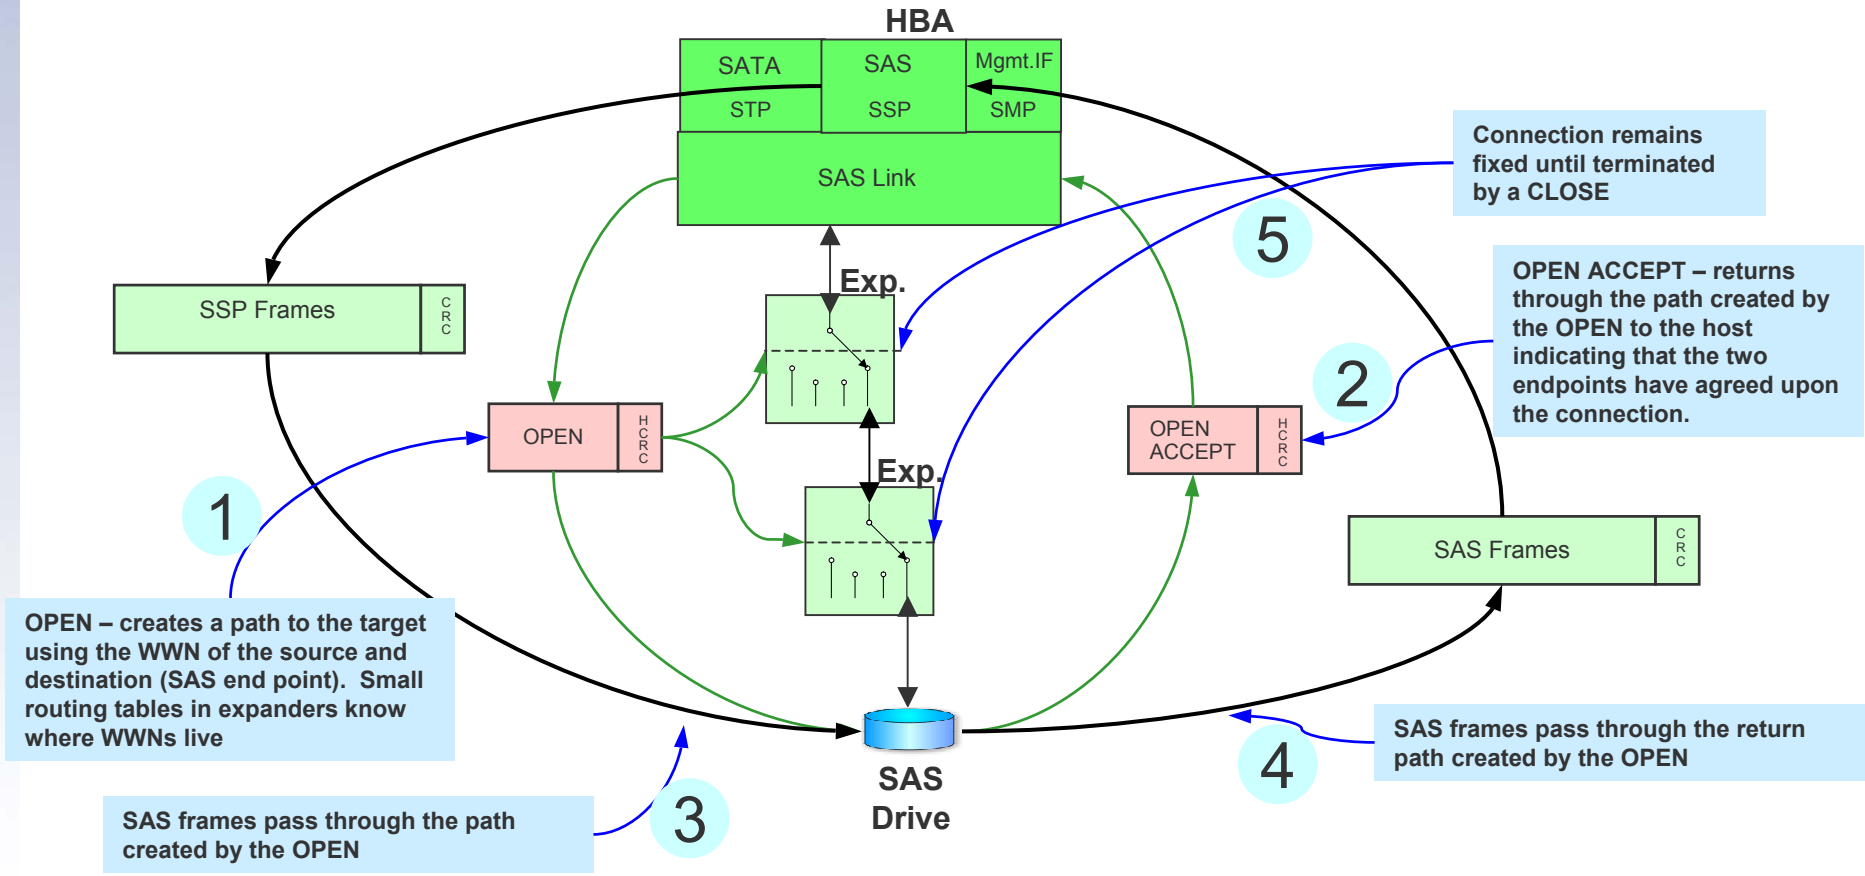 HBA
SATA
SAS
Mgmt.IF
STP
SSP
SMP
SAS Link
Connection remains
fixed until terminated
by a CLOSE
5
OPEN ACCEPT – returns
through the path created by
the OPEN to the host
indicating that the two
endpoints have agreed upon
the connection.
2
Exp.
SSP Frames
CRC
OPEN
HCRC
OPEN
ACCEPT
HCRC
Exp.
1
SAS Frames
CRC
OPEN – creates a path to the target
using the WWN of the source and
destination (SAS end point).  Small
routing tables in expanders know
where WWNs live
SAS
Drive
SAS frames pass through the return
path created by the OPEN
4
SAS frames pass through the path
created by the OPEN
3